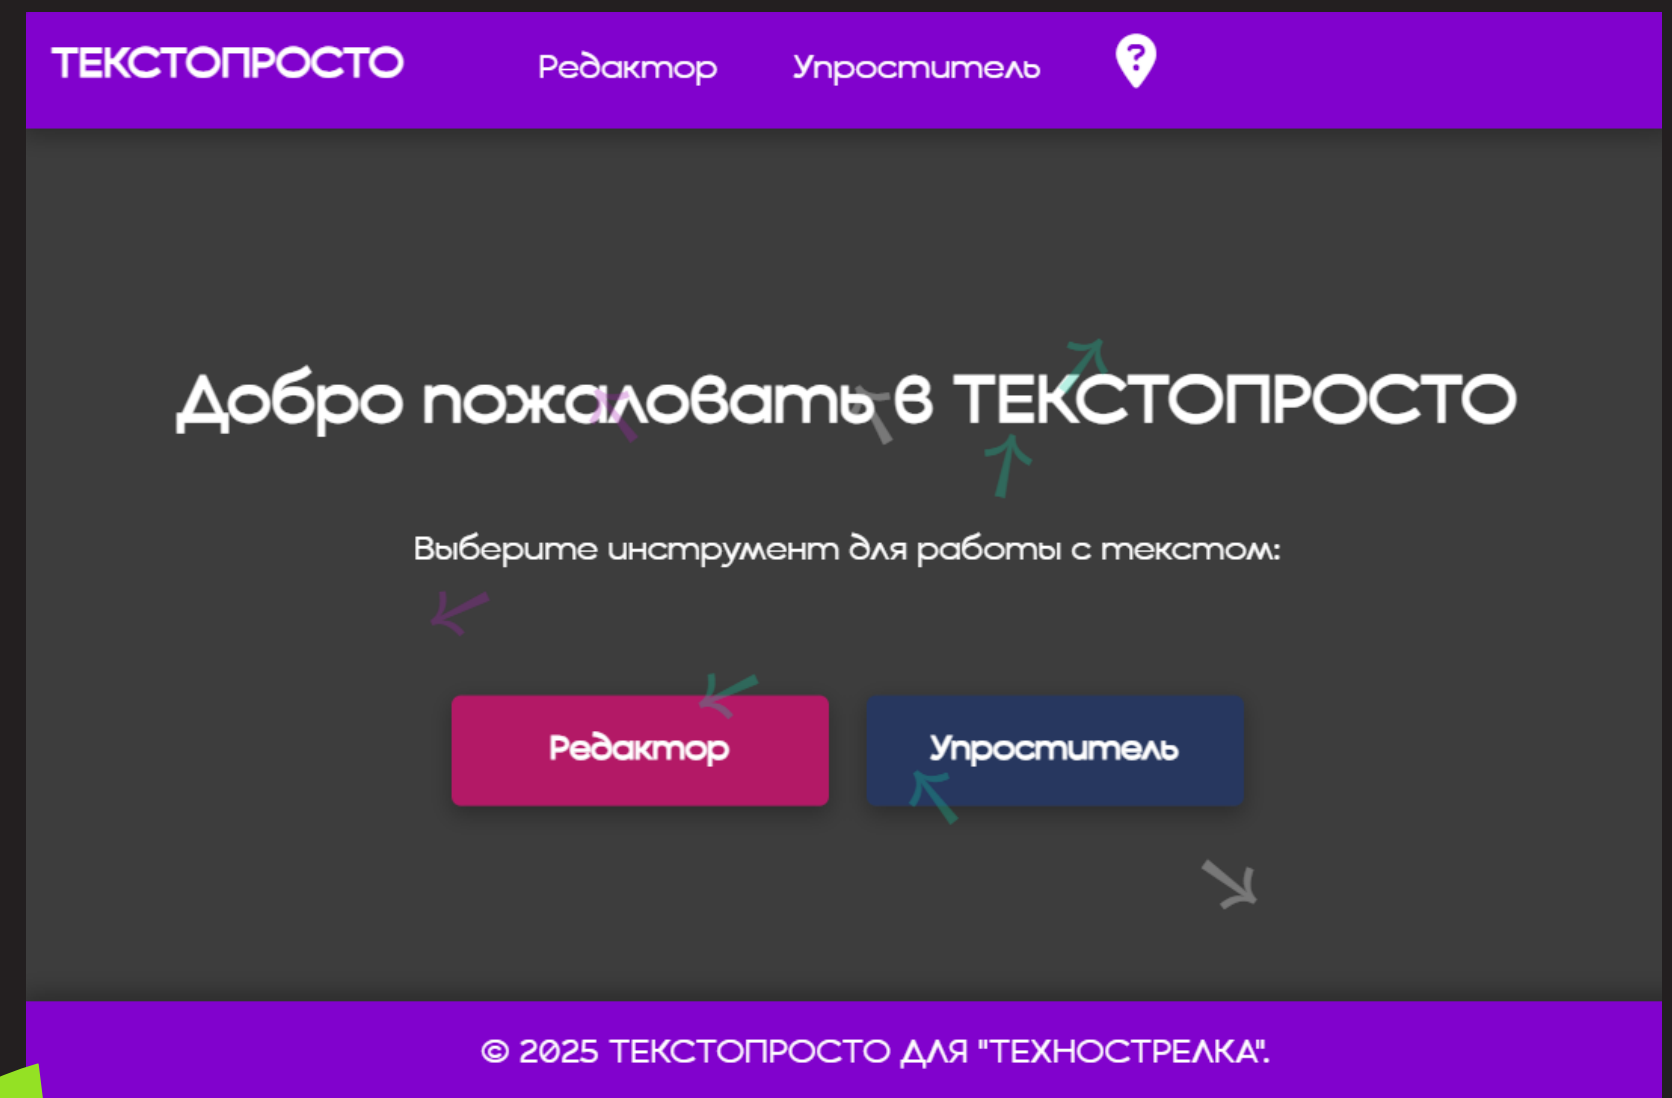 ТЕКСТОПРОСТО Редактор Упроститель ?
Добро пожаловать в ТЕКСТОПРОСТО
Выберите инструмент для работы с текстом:
Редактор Упроститель
© 2025 ТЕКСТОПРОСТО ДЛЯ "ТЕХНОСТРЕЛКА".